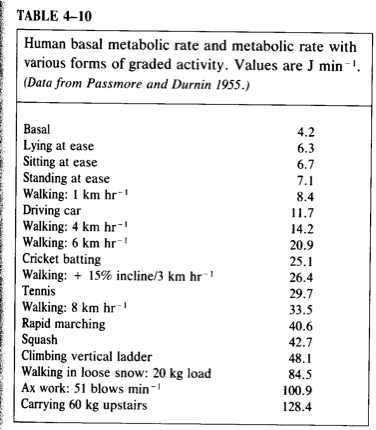 TABLE 4–10
Human basal metabolic rate and metabolic rate with
various forms of graded activity. Values are J min⁻¹.
(Data from Passmore and Durnin 1955.)
Basal 4.2
Lying at ease 6.3
Sitting at ease 6.7
Standing at ease 7.1
Walking: 1 km hr⁻¹ 8.4
Driving car 11.7
Walking: 4 km hr⁻¹ 14.2
Walking: 6 km hr⁻¹ 20.9
Cricket batting 25.1
Walking: + 15% incline/3 km hr⁻¹ 26.4
Tennis 29.7
Walking: 8 km hr⁻¹ 33.5
Rapid marching 40.6
Squash 42.7
Climbing vertical ladder 48.1
Walking in loose snow: 20 kg load 84.5
Ax work: 51 blows min⁻¹ 100.9
Carrying 60 kg upstairs 128.4